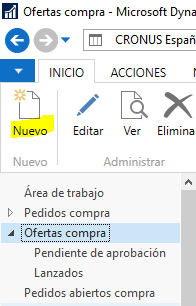 Ofertas compra - Microsoft Dyna
CRONUS Españ
INICIO ACCIONES
Nuevo Editar Ver Elimina
Nuevo Administrar
Área de trabajo
Pedidos compra
Ofertas compra
Pendiente de aprobación
Lanzados
Pedidos abiertos compra